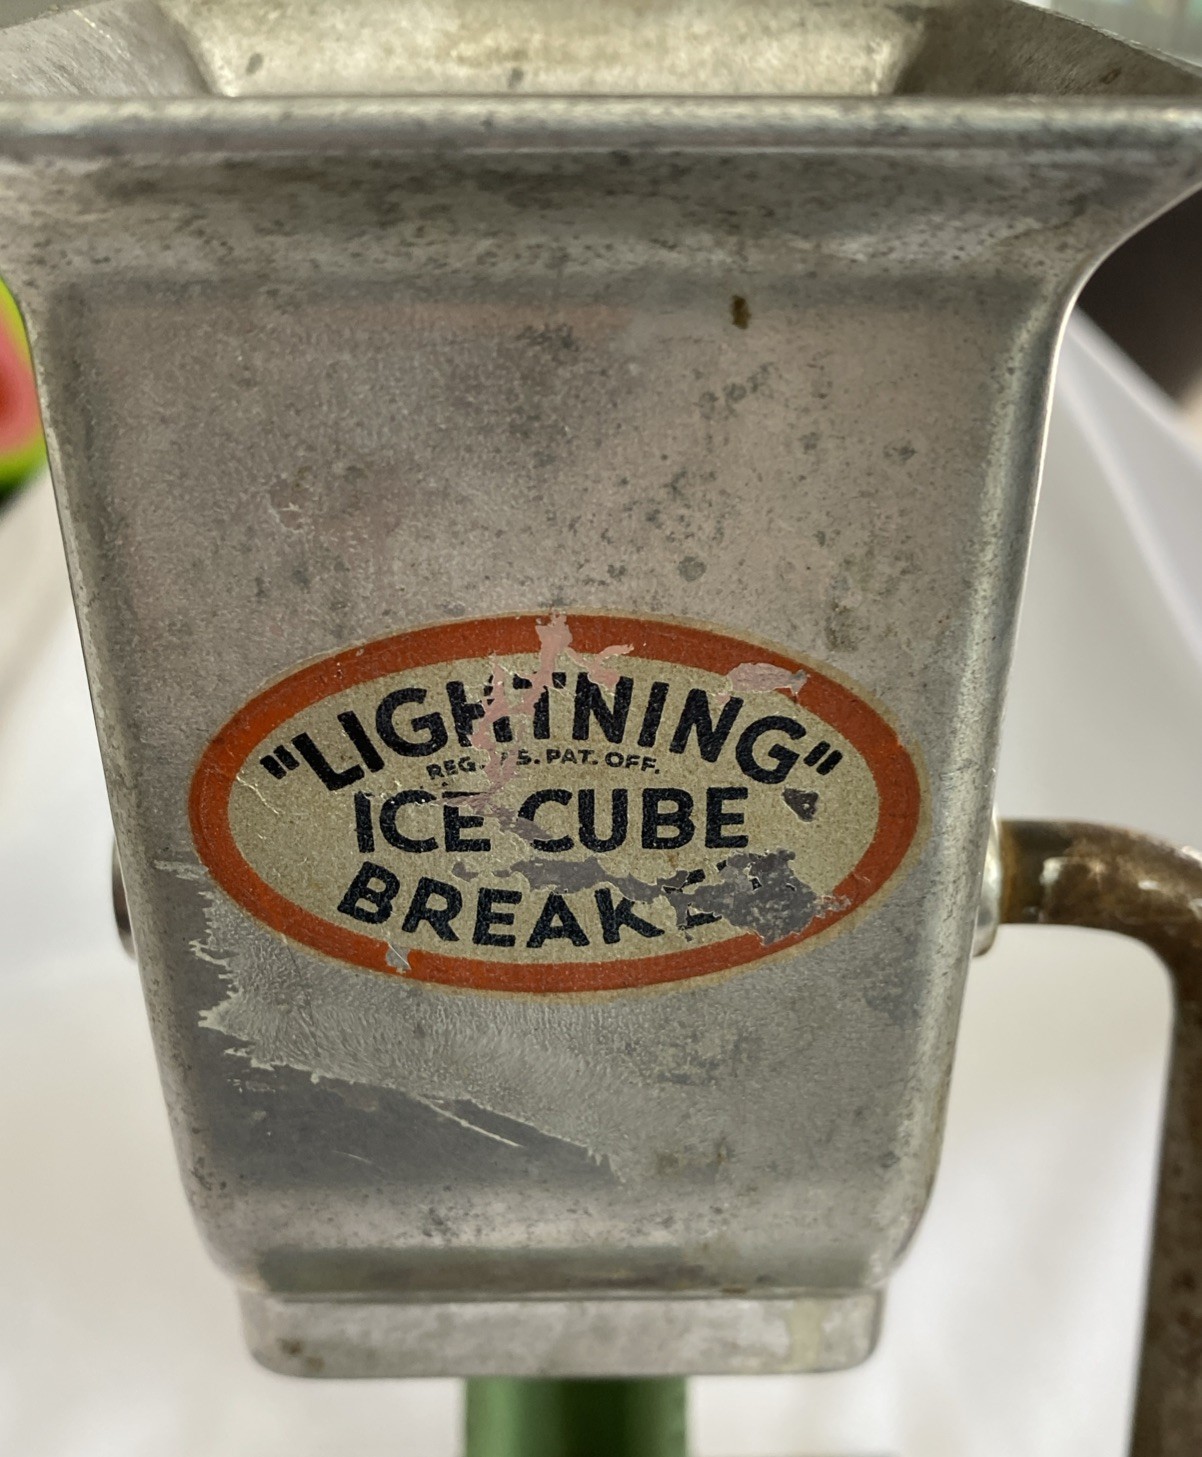 "LIGHTNING"
REG. S. PAT. OFF.
ICE CUBE
BREAKE